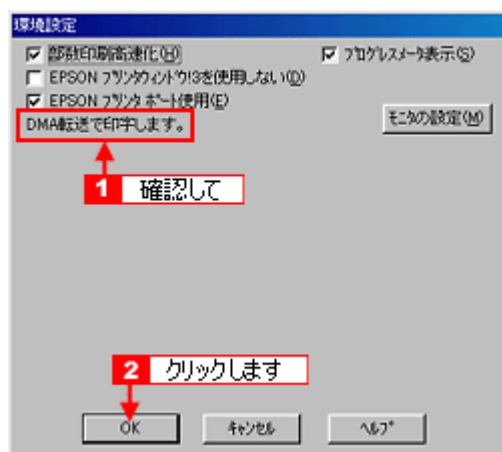 環境設定
部数印刷高速化(H)
プログレスメータ表示(S)
EPSON プリンタウィンドウ!3を使用しない(D)
EPSON プリンタ ポート使用(E)
DMA転送で印字します。
モニタの設定(M)
1 確認して
2 クリックします
OK
キャンセル
ヘルプ